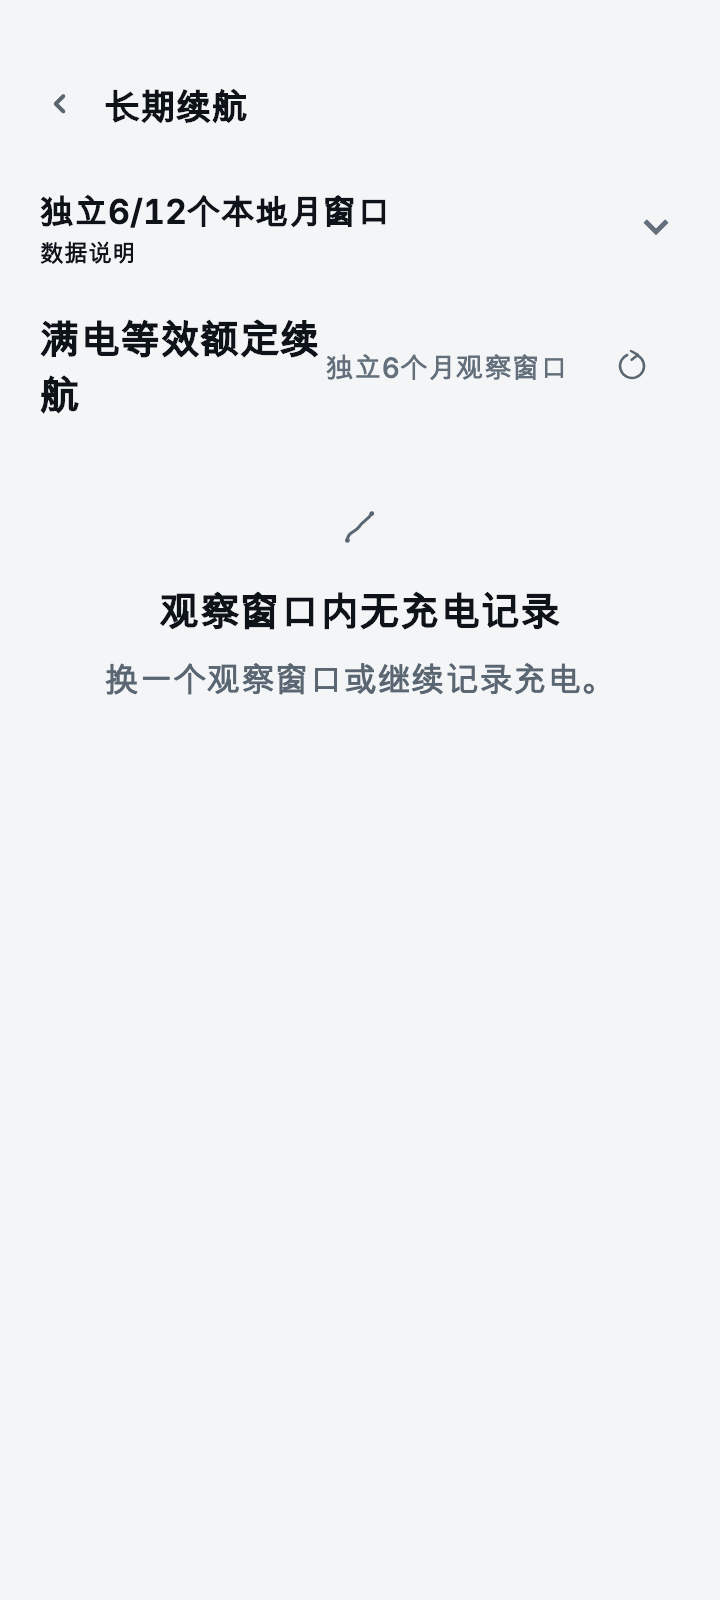 长期续航
独立6/12个本地月窗口
数据说明
满电等效额定续
航
独立6个月观察窗口
观察窗口内无充电记录
换一个观察窗口或继续记录充电。